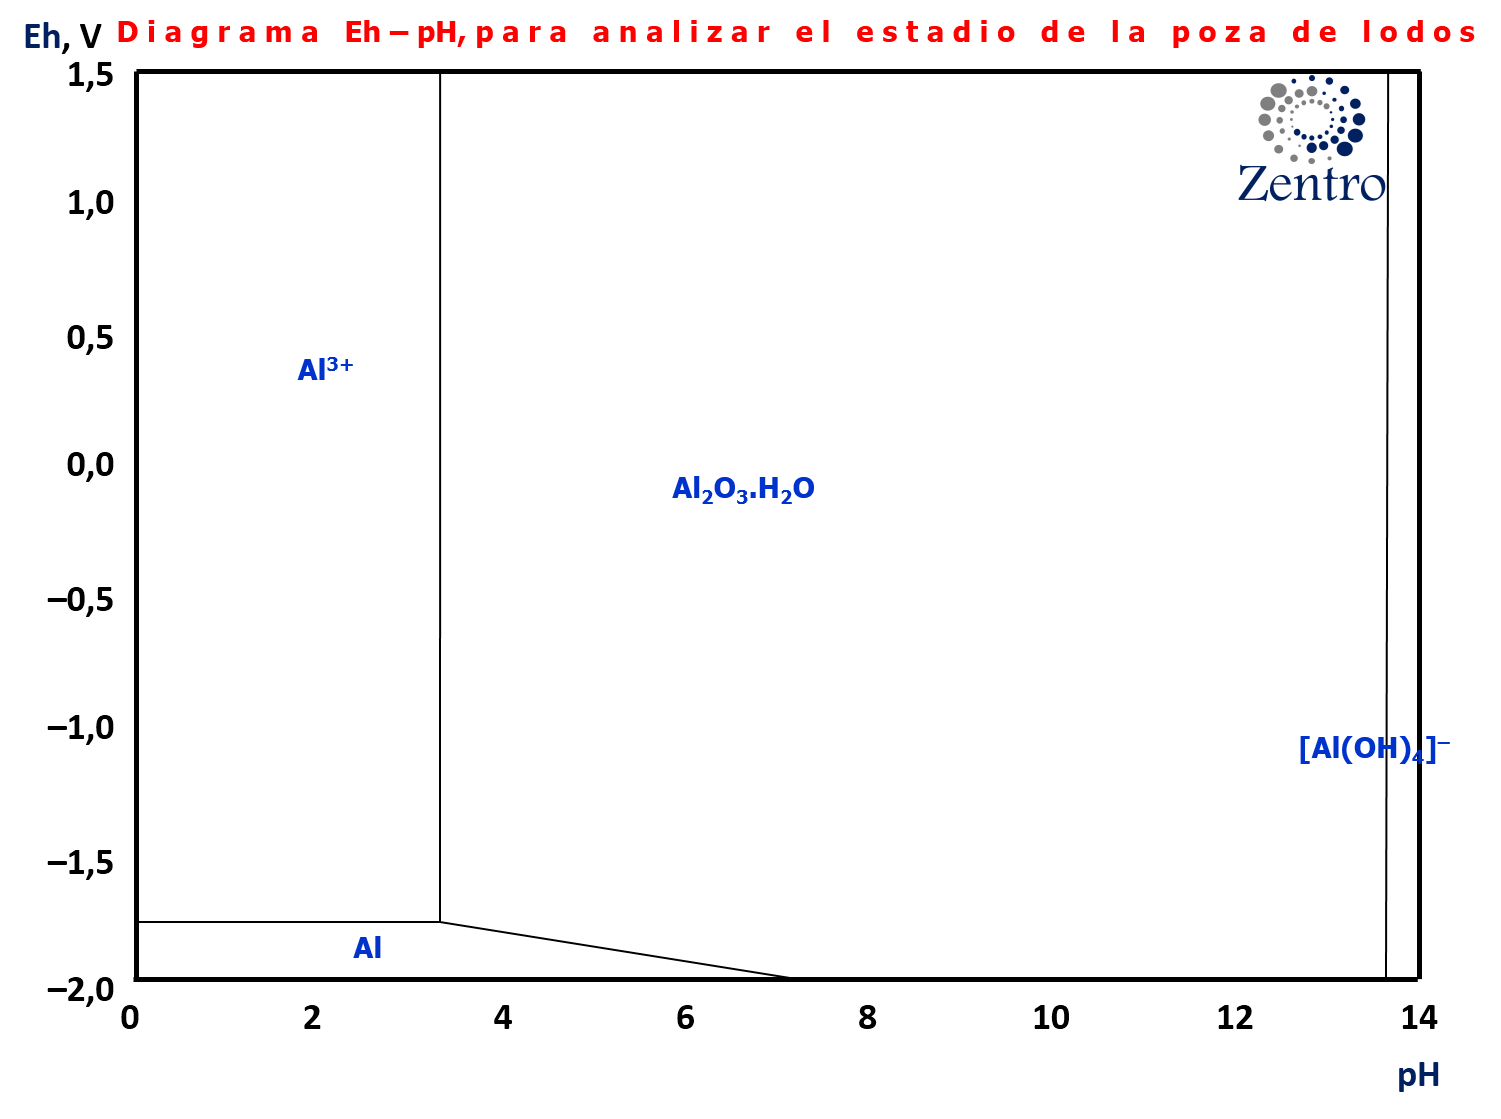 Eh, V Diagrama Eh – pH, para analizar el estadio de la poza de lodos
1,5
Zentro
1,0
0,5
Al³⁺
0,0
Al₂O₃.H₂O
–0,5
–1,0
[Al(OH)₄]⁻
–1,5
Al
–2,0
0 2 4 6 8 10 12 14
pH